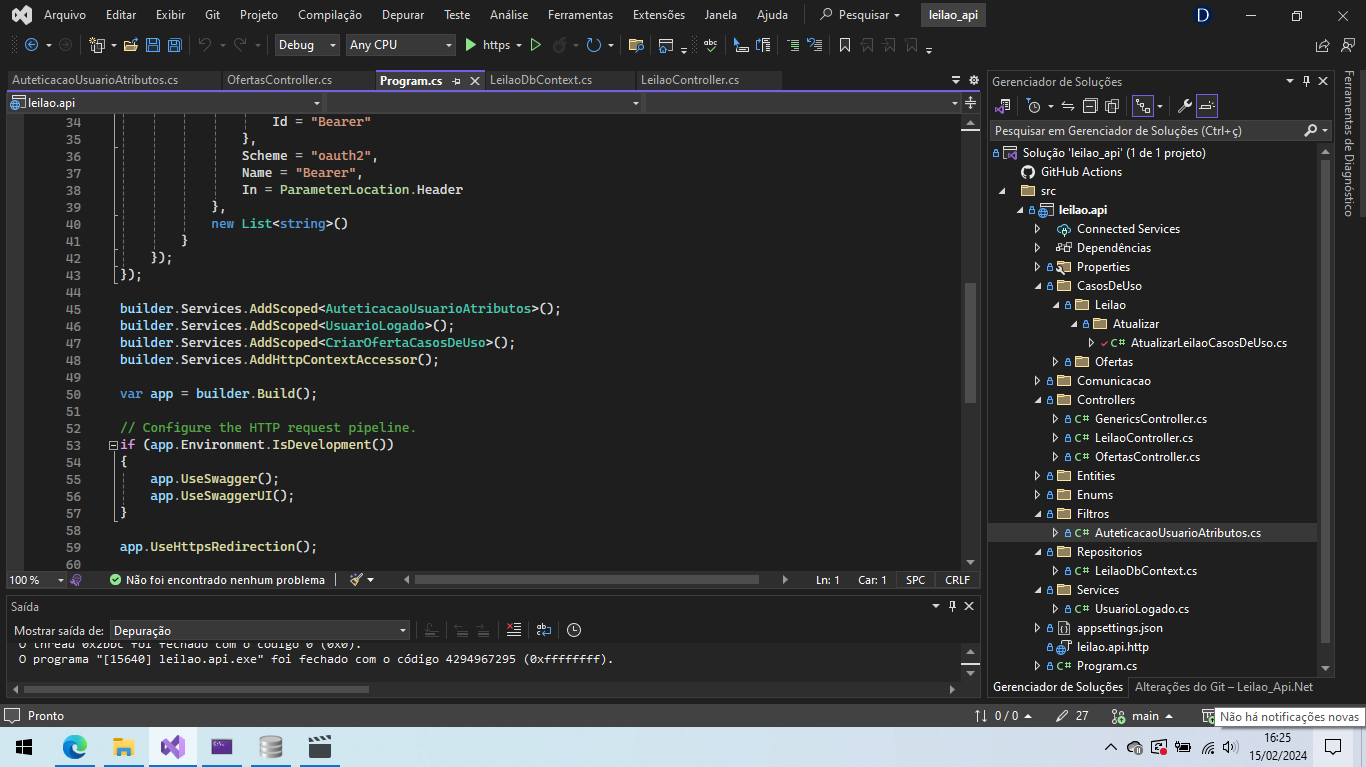 Arquivo Editar Exibir Git Projeto Compilação Depurar Teste Análise Ferramentas Extensões Janela Ajuda Pesquisar leilao_api D
Debug Any CPU https
AuteticacaoUsuarioAtributos.cs OfertasController.cs Program.cs LeilaoDbContext.cs LeilaoController.cs
leilao.api
34 Id = "Bearer"
35 },
36 Scheme = "oauth2",
37 Name = "Bearer",
38 In = ParameterLocation.Header
39 },
40 new List<string>()
41 }
42 });
43 });
44
45 builder.Services.AddScoped<AuteticacaoUsuarioAtributos>();
46 builder.Services.AddScoped<UsuarioLogado>();
47 builder.Services.AddScoped<CriarOfertaCasosDeUso>();
48 builder.Services.AddHttpContextAccessor();
49
50 var app = builder.Build();
51
52 // Configure the HTTP request pipeline.
53 if (app.Environment.IsDevelopment())
54 {
55 app.UseSwagger();
56 app.UseSwaggerUI();
57 }
58
59 app.UseHttpsRedirection();
60
100 % Não foi encontrado nenhum problema Ln: 1 Car: 1 SPC CRLF
Saída
Mostrar saída de: Depuração
O thread 0x2bbc foi fechado com o código 0 (0x0).
O programa "[15640] leilao.api.exe" foi fechado com o código 4294967295 (0xffffffff).
Gerenciador de Soluções
Pesquisar em Gerenciador de Soluções (Ctrl+ç)
Solução 'leilao_api' (1 de 1 projeto)
GitHub Actions
src
leilao.api
Connected Services
Dependências
Properties
CasosDeUso
Leilao
Atualizar
C# AtualizarLeilaoCasosDeUso.cs
Ofertas
Comunicacao
Controllers
C# GenericsController.cs
C# LeilaoController.cs
C# OfertasController.cs
Entities
Enums
Filtros
C# AuteticacaoUsuarioAtributos.cs
Repositorios
C# LeilaoDbContext.cs
Services
C# UsuarioLogado.cs
appsettings.json
leilao.api.http
C# Program.cs
Gerenciador de Soluções Alterações do Git – Leilao_Api.Net
Ferramentas de Diagnóstico
Pronto 0 / 0 27 main
Não há notificações novas
16:25
15/02/2024